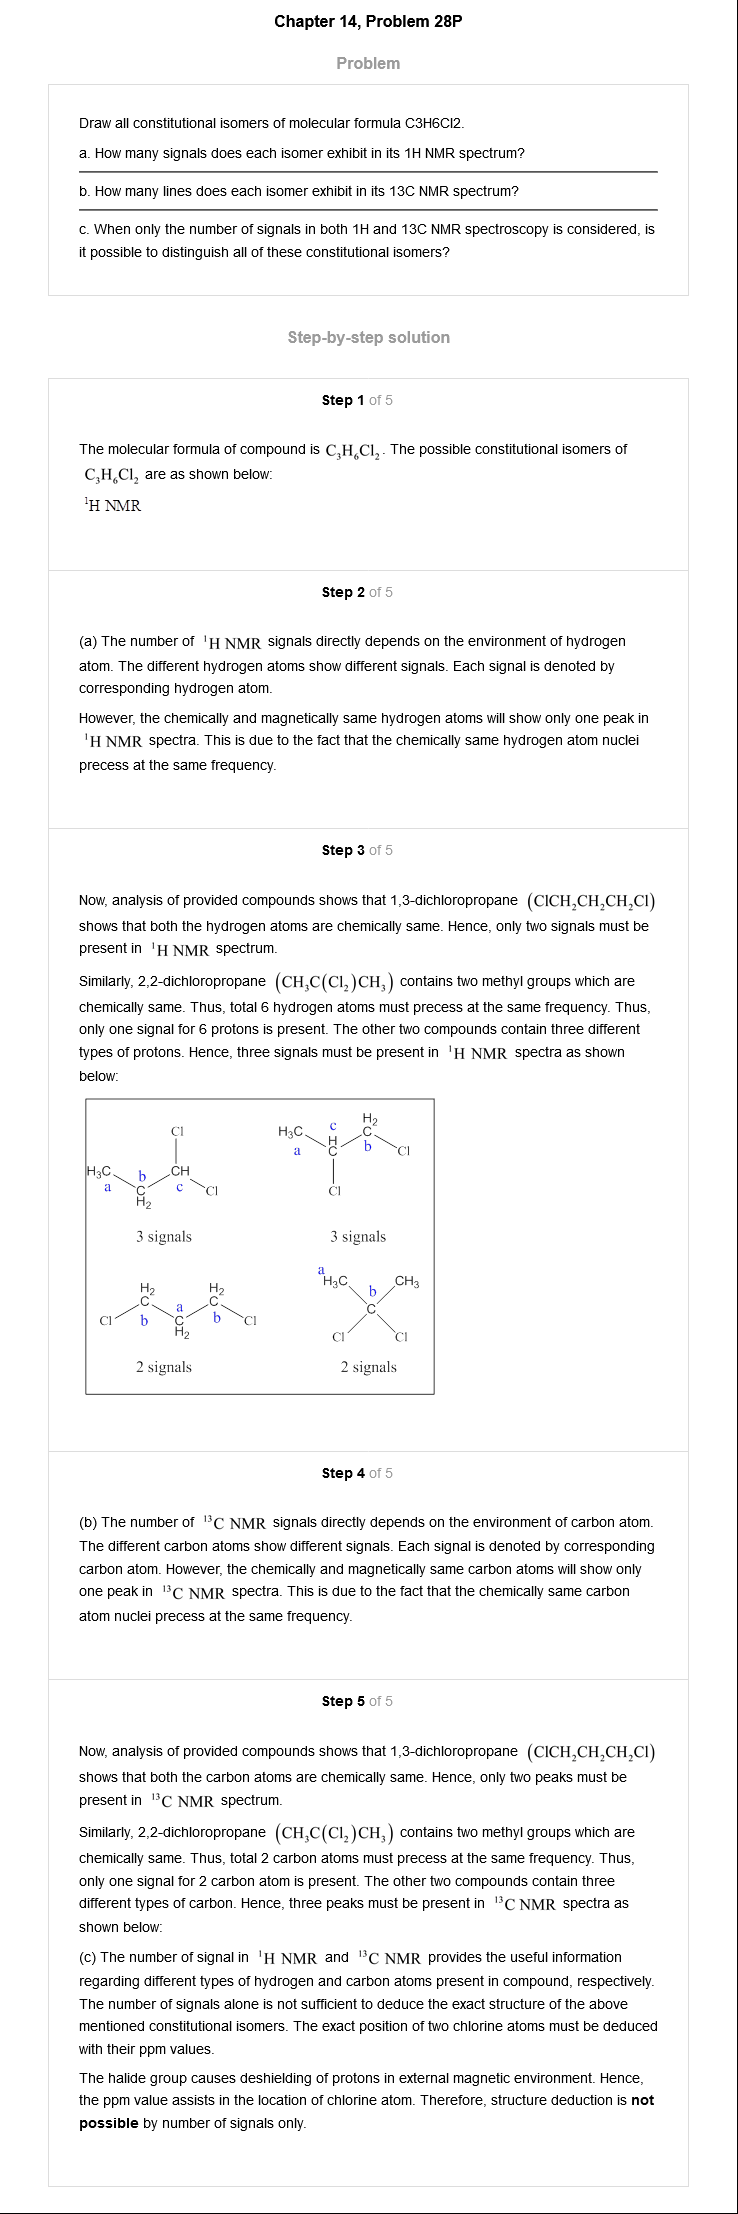 Chapter 14, Problem 28P
Problem
Draw all constitutional isomers of molecular formula C3H6Cl2.
a. How many signals does each isomer exhibit in its 1H NMR spectrum?
b. How many lines does each isomer exhibit in its 13C NMR spectrum?
c. When only the number of signals in both 1H and 13C NMR spectroscopy is considered, is
it possible to distinguish all of these constitutional isomers?
Step-by-step solution
Step 1 of 5
The molecular formula of compound is C₃H₆Cl₂. The possible constitutional isomers of
C₃H₆Cl₂ are as shown below:
¹H NMR
Step 2 of 5
(a) The number of ¹H NMR signals directly depends on the environment of hydrogen
atom. The different hydrogen atoms show different signals. Each signal is denoted by
corresponding hydrogen atom.
However, the chemically and magnetically same hydrogen atoms will show only one peak in
¹H NMR spectra. This is due to the fact that the chemically same hydrogen atom nuclei
precess at the same frequency.
Step 3 of 5
Now, analysis of provided compounds shows that 1,3-dichloropropane (ClCH₂CH₂CH₂Cl)
shows that both the hydrogen atoms are chemically same. Hence, only two signals must be
present in ¹H NMR spectrum.
Similarly, 2,2-dichloropropane (CH₃C(Cl₂)CH₃) contains two methyl groups which are
chemically same. Thus, total 6 hydrogen atoms must precess at the same frequency. Thus,
only one signal for 6 protons is present. The other two compounds contain three different
types of protons. Hence, three signals must be present in ¹H NMR spectra as shown
below:
Cl
H₃C b CH
a C c Cl
H₂
3 signals
H₂
H₃C c C
a H b Cl
C
Cl
3 signals
H₂ H₂
C a C
Cl b C b Cl
H₂
2 signals
a
H₃C b CH₃
C
Cl Cl
2 signals
Step 4 of 5
(b) The number of ¹³C NMR signals directly depends on the environment of carbon atom.
The different carbon atoms show different signals. Each signal is denoted by corresponding
carbon atom. However, the chemically and magnetically same carbon atoms will show only
one peak in ¹³C NMR spectra. This is due to the fact that the chemically same carbon
atom nuclei precess at the same frequency.
Step 5 of 5
Now, analysis of provided compounds shows that 1,3-dichloropropane (ClCH₂CH₂CH₂Cl)
shows that both the carbon atoms are chemically same. Hence, only two peaks must be
present in ¹³C NMR spectrum.
Similarly, 2,2-dichloropropane (CH₃C(Cl₂)CH₃) contains two methyl groups which are
chemically same. Thus, total 2 carbon atoms must precess at the same frequency. Thus,
only one signal for 2 carbon atom is present. The other two compounds contain three
different types of carbon. Hence, three peaks must be present in ¹³C NMR spectra as
shown below:
(c) The number of signal in ¹H NMR and ¹³C NMR provides the useful information
regarding different types of hydrogen and carbon atoms present in compound, respectively.
The number of signals alone is not sufficient to deduce the exact structure of the above
mentioned constitutional isomers. The exact position of two chlorine atoms must be deduced
with their ppm values.
The halide group causes deshielding of protons in external magnetic environment. Hence,
the ppm value assists in the location of chlorine atom. Therefore, structure deduction is not
possible by number of signals only.